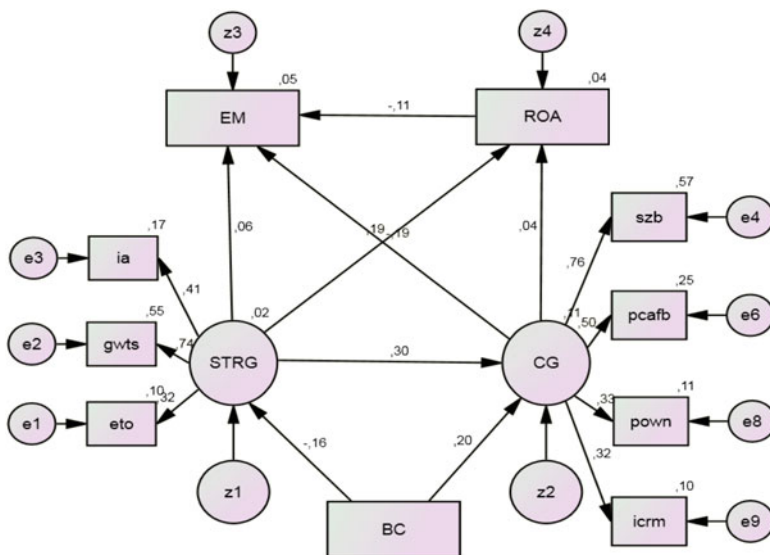 z3
z4
,05
,04
EM
-,11
ROA
,57
szb
e4
,06
,19
-,19
,04
,17
e3
ia
,76
,41
,25
,55
,02
,11
,50
pcafb
e6
e2
gwts
,74
STRG
,30
CG
,10
,32
,33
,11
e1
eto
pown
e8
-,16
,20
,32
z1
z2
,10
BC
icrm
e9